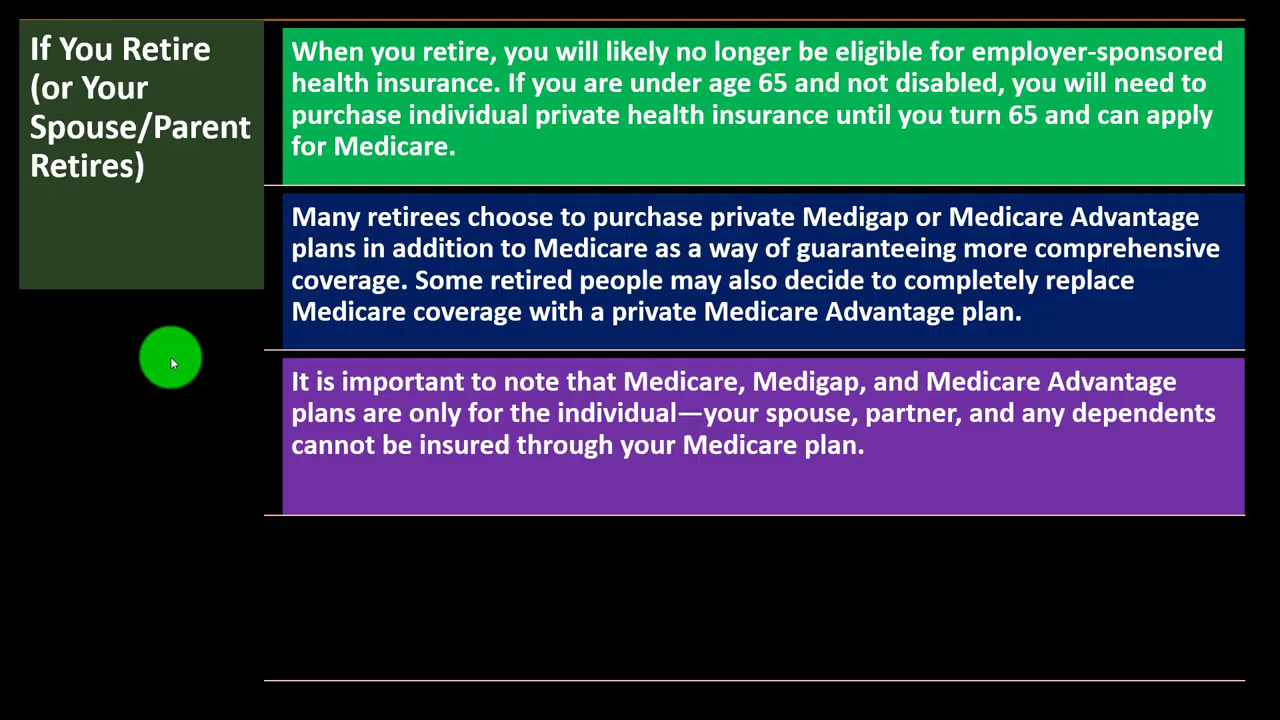 If You Retire
(or Your
Spouse/Parent
Retires)
When you retire, you will likely no longer be eligible for employer-sponsored
health insurance. If you are under age 65 and not disabled, you will need to
purchase individual private health insurance until you turn 65 and can apply
for Medicare.
Many retirees choose to purchase private Medigap or Medicare Advantage
plans in addition to Medicare as a way of guaranteeing more comprehensive
coverage. Some retired people may also decide to completely replace
Medicare coverage with a private Medicare Advantage plan.
It is important to note that Medicare, Medigap, and Medicare Advantage
plans are only for the individual—your spouse, partner, and any dependents
cannot be insured through your Medicare plan.